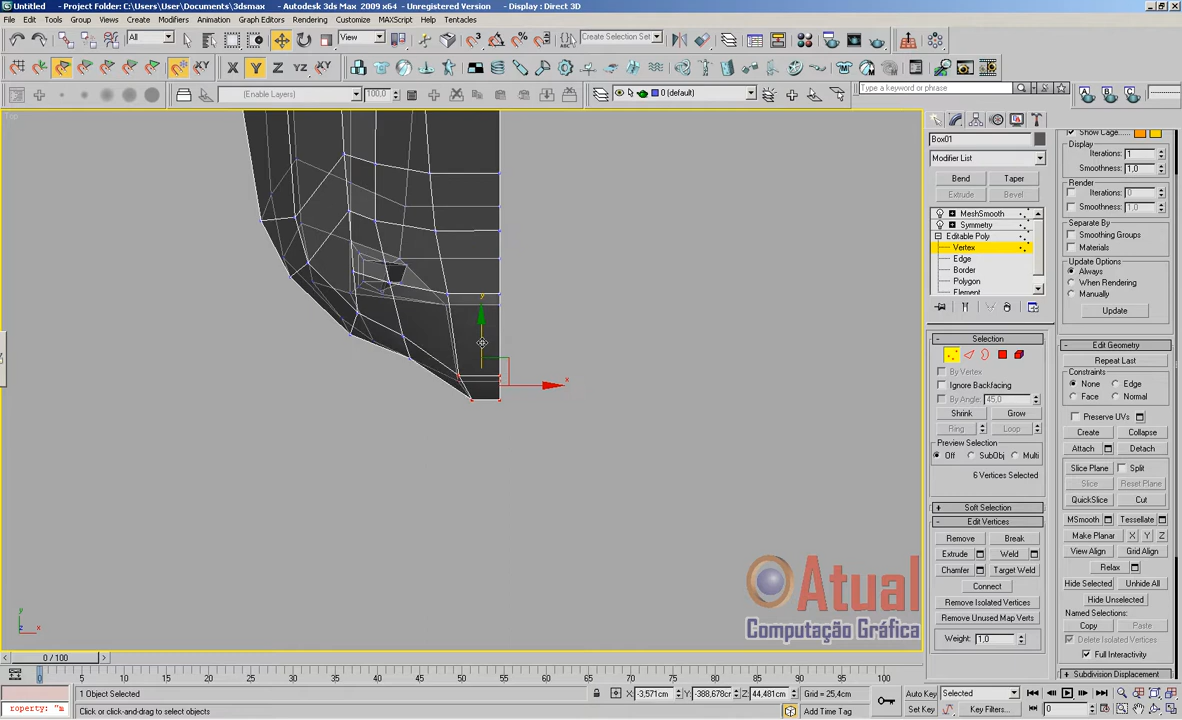 Untitled - Project Folder: C:\Users\User\Documents\3dsmax - Autodesk 3ds Max 2009 x64 - Unregistered Version - Display : Direct 3D
File Edit Tools Group Views Create Modifiers Animation Graph Editors Rendering Customize MAXScript Help Tentacles
All View Create Selection Set
X Y Z YZ XY
(Enable Layers) 100,0 0 (default) Type a keyword or phrase
Top
Box01
Modifier List
Bend Taper
Extrude Bevel
MeshSmooth
Symmetry
Editable Poly
Vertex
Edge
Border
Polygon
Element
Selection
By Vertex
Ignore Backfacing
By Angle: 45,0
Shrink Grow
Ring Loop
Preview Selection
Off SubObj Multi
6 Vertices Selected
Soft Selection
Edit Vertices
Remove Break
Extrude Weld
Chamfer Target Weld
Connect
Remove Isolated Vertices
Remove Unused Map Verts
Weight: 1,0
Show Cage......
Display
Iterations: 1
Smoothness: 1,0
Render
Iterations: 0
Smoothness: 1,0
Separate By
Smoothing Groups
Materials
Update Options
Always
When Rendering
Manually
Update
Edit Geometry
Repeat Last
Constraints
None Edge
Face Normal
Preserve UVs
Create Collapse
Attach Detach
Slice Plane Split
Slice Reset Plane
QuickSlice Cut
MSmooth Tessellate
Make Planar X Y Z
View Align Grid Align
Relax
Hide Selected Unhide All
Hide Unselected
Named Selections:
Copy Paste
Delete Isolated Vertices
Full Interactivity
Subdivision Displacement
y
x
Atual
Computação Gráfica
y
z x
0 / 100
0 5 10 15 20 25 30 35 40 45 50 55 60 65 70 75 80 85 90 95 100
1 Object Selected X: -3,571cm Y: -388,678cm Z: 44,481cm Grid = 25,4cm Auto Key Selected
roperty: "m Click or click-and-drag to select objects Add Time Tag Set Key Key Filters... 0